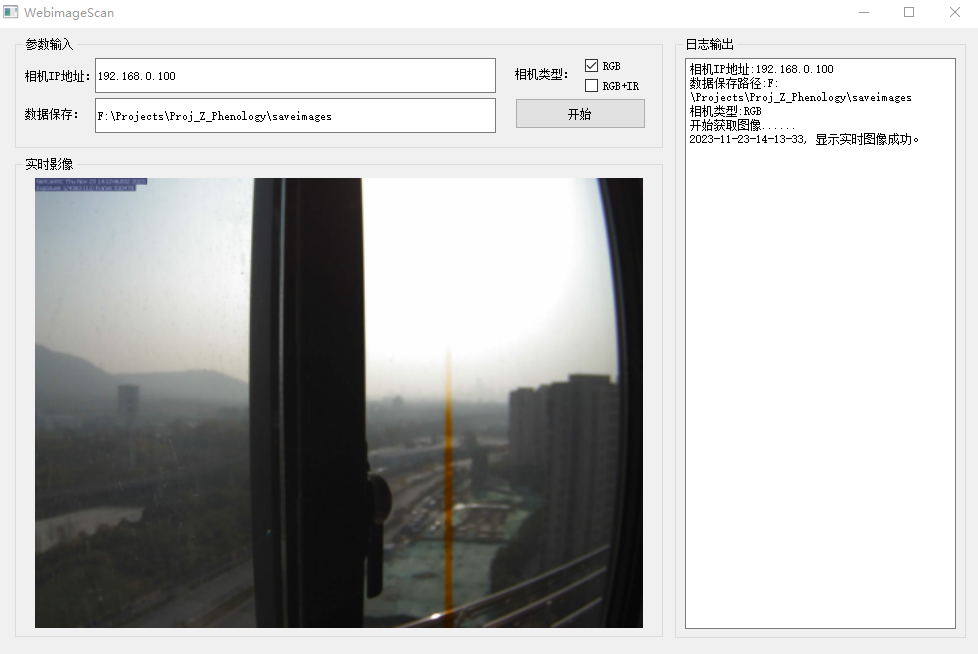 WebimageScan
参数输入
相机IP地址：
192.168.0.100
数据保存：
F:\Projects\Proj_Z_Phenology\saveimages
相机类型：
RGB
RGB+IR
开始
实时影像
日志输出
相机IP地址:192.168.0.100
数据保存路径:F:
\Projects\Proj_Z_Phenology\saveimages
相机类型:RGB
开始获取图像......
2023-11-23-14-13-33, 显示实时图像成功。